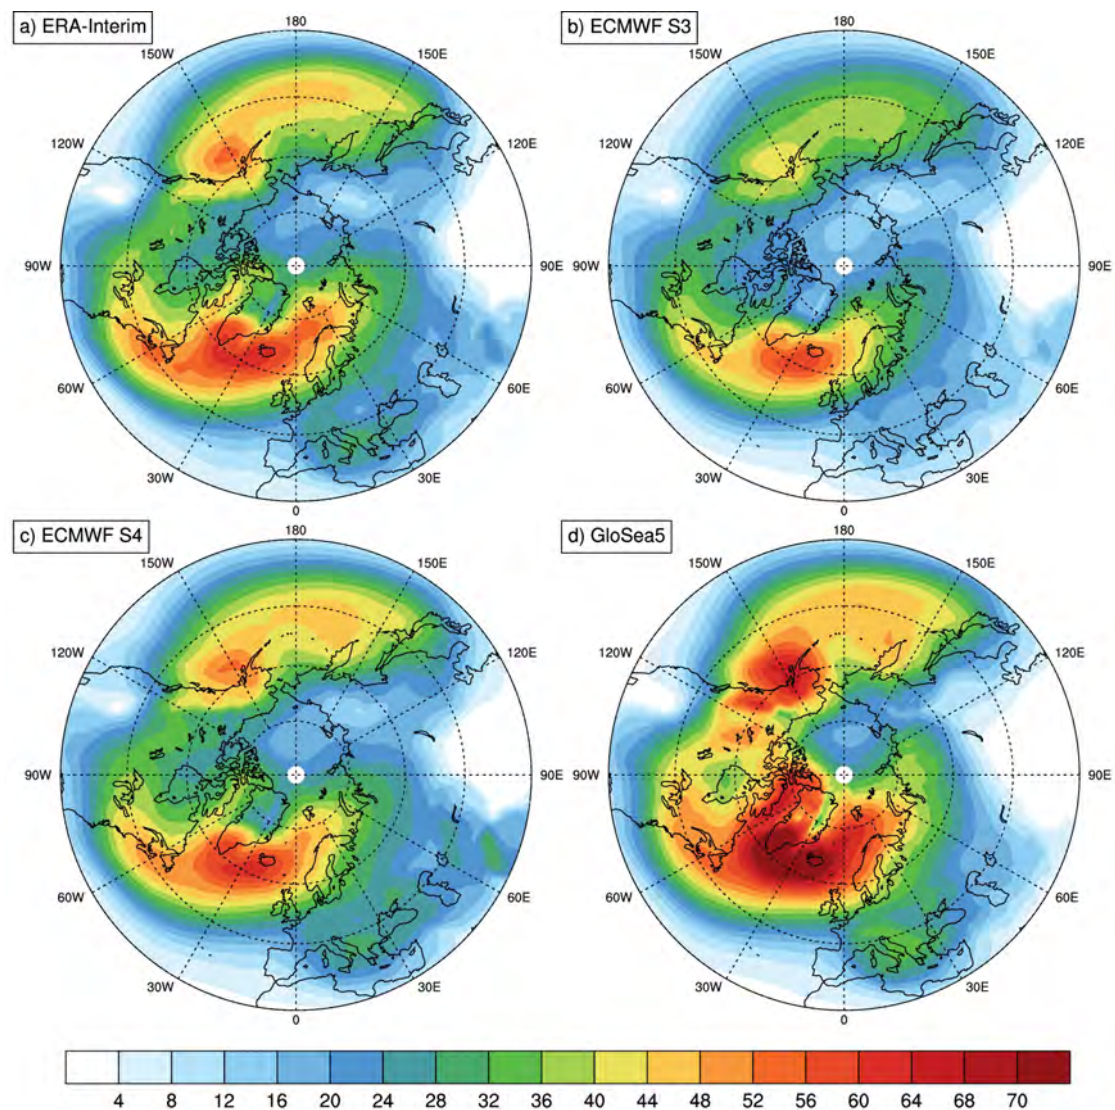 a) ERA-Interim
180
150W
150E
120W
120E
90W
90E
60W
60E
30W
30E
0
b) ECMWF S3
180
150W
150E
120W
120E
90W
90E
60W
60E
30W
30E
0
c) ECMWF S4
180
150W
150E
120W
120E
90W
90E
60W
60E
30W
30E
0
d) GloSea5
180
150W
150E
120W
120E
90W
90E
60W
60E
30W
30E
0
4 8 12 16 20 24 28 32 36 40 44 48 52 56 60 64 68 70